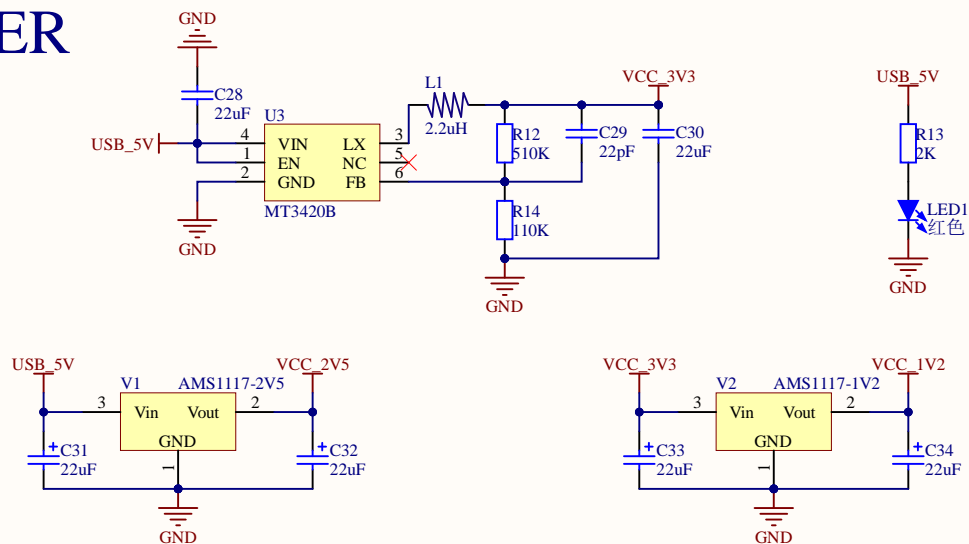 ER
GND
C28
22uF
USB_5V
U3
4 VIN LX 3
1 EN NC 5
2 GND FB 6
MT3420B
GND
L1
2.2uH
VCC_3V3
R12
510K
C29
22pF
C30
22uF
R14
110K
GND
USB_5V
R13
2K
LED1
红色
GND
USB_5V
V1 AMS1117-2V5
VCC_2V5
3 Vin Vout 2
GND
1
C31
22uF
C32
22uF
GND
VCC_3V3
V2 AMS1117-1V2
VCC_1V2
3 Vin Vout 2
GND
1
C33
22uF
C34
22uF
GND